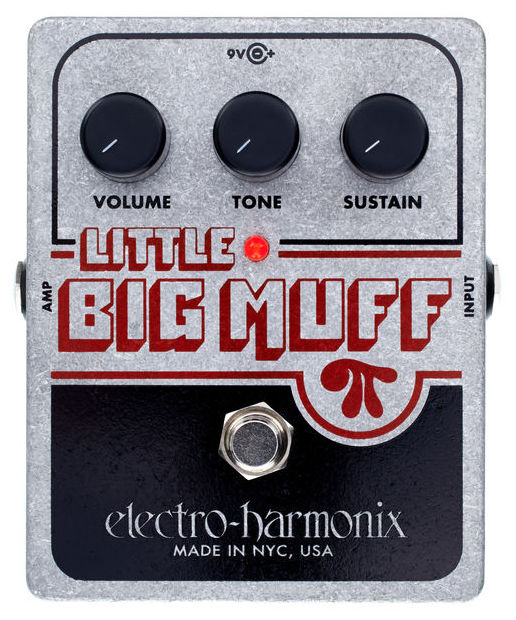 9V
VOLUME TONE SUSTAIN
LITTLE
BIG MUFF
AMP
INPUT
π
electro-harmonix
MADE IN NYC, USA